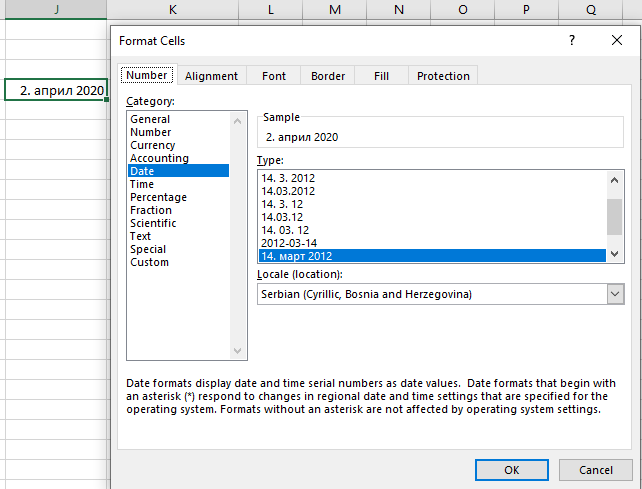 J K L M N O P Q
Format Cells ? ×
2. април 2020
Number Alignment Font Border Fill Protection
Category:
General
Number
Currency
Accounting
Date
Time
Percentage
Fraction
Scientific
Text
Special
Custom
Sample
2. април 2020
Type:
14. 3. 2012
14.03.2012
14. 3. 12
14.03.12
14. 03. 12
2012-03-14
14. март 2012
Locale (location):
Serbian (Cyrillic, Bosnia and Herzegovina)
Date formats display date and time serial numbers as date values. Date formats that begin with
an asterisk (*) respond to changes in regional date and time settings that are specified for the
operating system. Formats without an asterisk are not affected by operating system settings.
OK Cancel